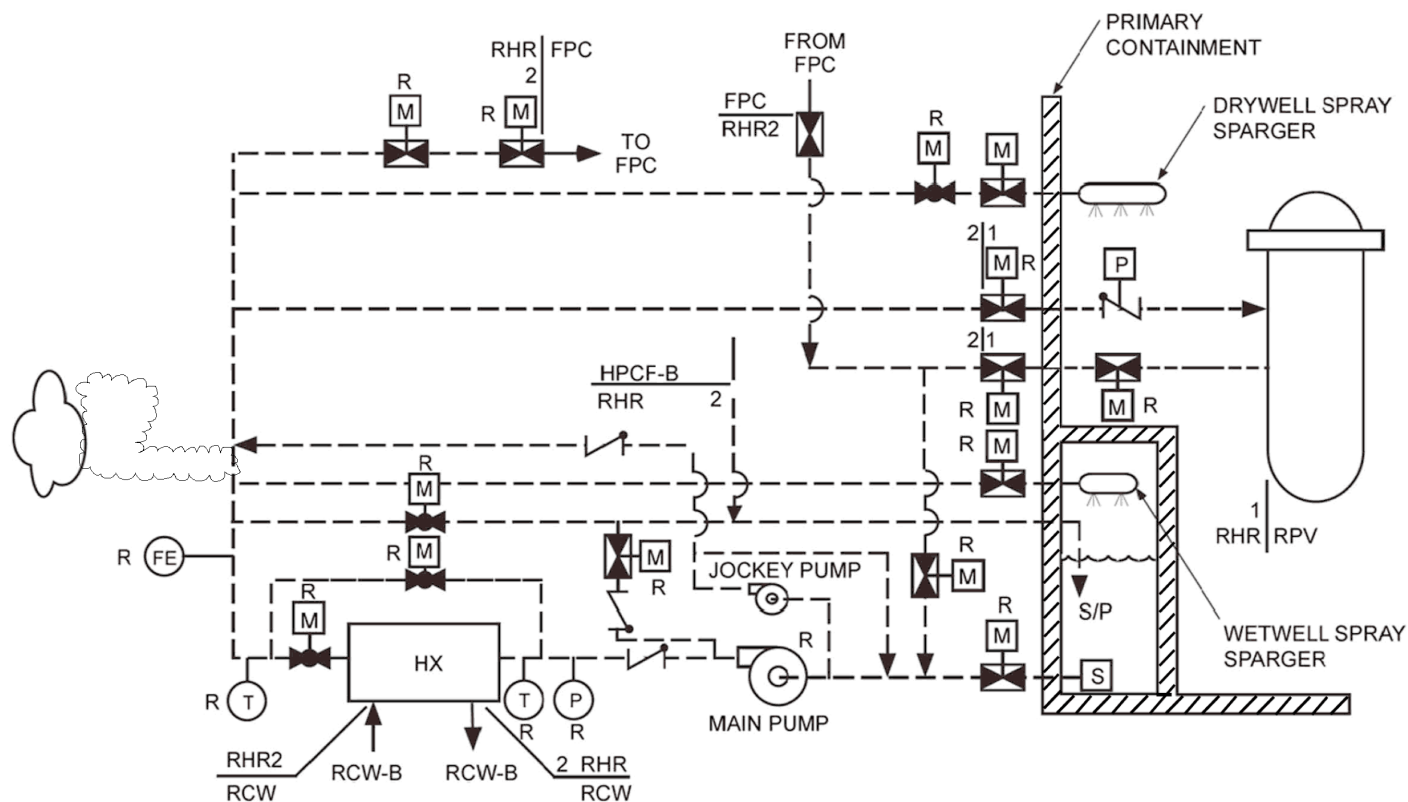 PRIMARY
CONTAINMENT
FROM
FPC
RHR FPC
2
R
M
R M
FPC
RHR2
DRYWELL SPRAY
SPARGER
TO
FPC
R
M
M
2 1
M R
P
2 1
HPCF-B
RHR 2
M
R
M R
R
M
R
M
R M
1
RHR RPV
R FE
M
R
R
M
JOCKEY PUMP
S/P
R
M
R
M
WETWELL SPRAY
SPARGER
HX
R
R T
T
R
P
R
S
MAIN PUMP
RHR2
RCW
RCW-B
RCW-B
2 RHR
RCW